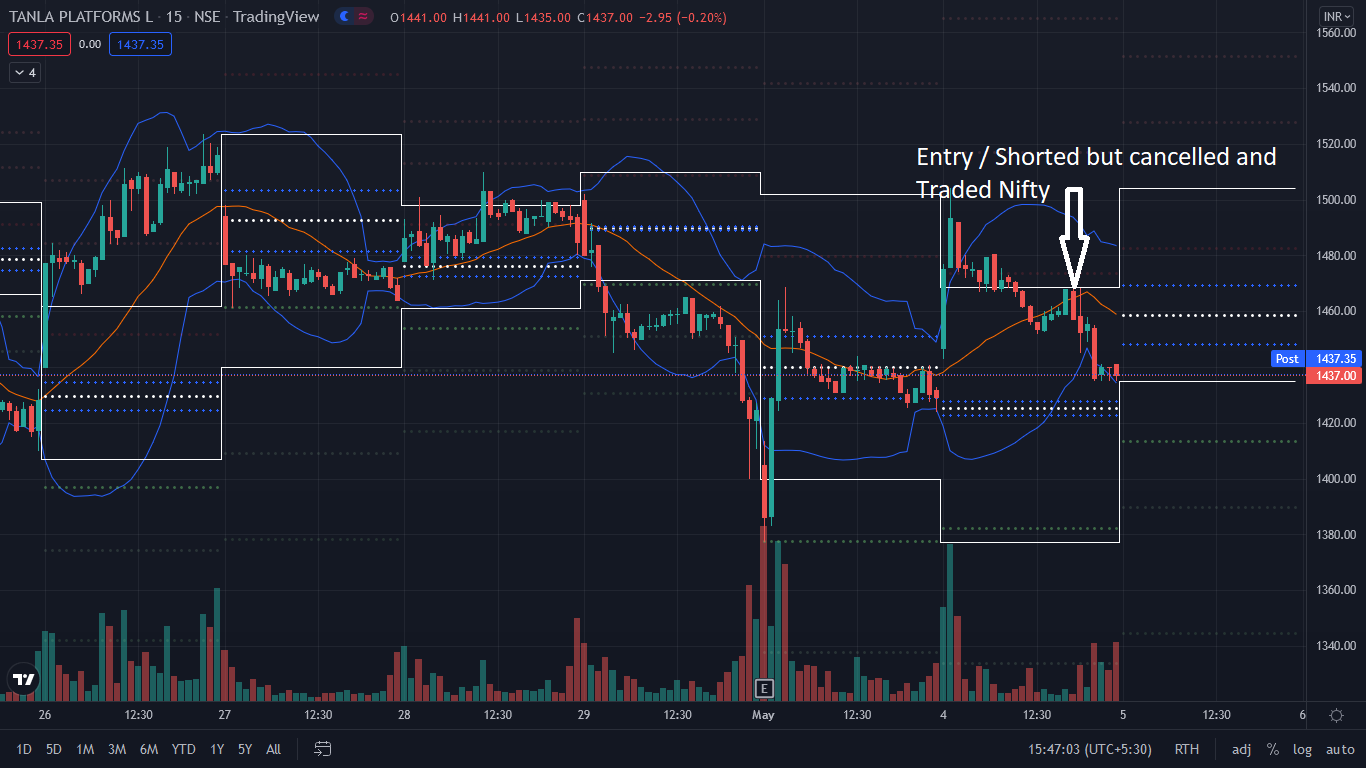 TANLA PLATFORMS L · 15 · NSE · TradingView
O1441.00 H1441.00 L1435.00 C1437.00 −2.95 (−0.20%)
INR
1437.35 0.00 1437.35
4
1560.00
1540.00
1520.00
1500.00
1480.00
1460.00
Entry / Shorted but cancelled and
Traded Nifty
Post 1437.35
1437.00
1420.00
1400.00
1380.00
1360.00
1340.00
E
26 12:30 27 12:30 28 12:30 29 12:30 May 12:30 4 12:30 5 12:30 6
1D 5D 1M 3M 6M YTD 1Y 5Y All
15:47:03 (UTC+5:30) RTH adj % log auto